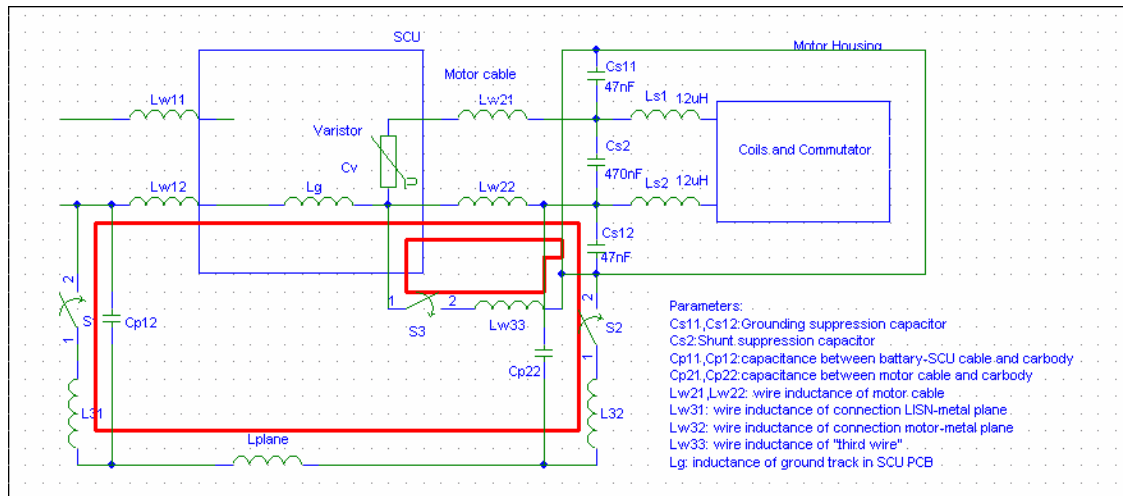 SCU
Motor Housing
Cs11
47nF
Motor cable
Lw11
Lw21
Ls1
12uH
Varistor
Cv
U
Cs2
470nF
Coils and Commutator
Lw12
Lg
Lw22
Ls2
12uH
Cs12
47nF
2
1
2
2
S1
Cp12
S3
Lw33
S2
1
1
Cp22
L31
L32
Lplane
Parameters:
Cs11,Cs12:Grounding suppression capacitor
Cs2:Shunt suppression capacitor
Cp11,Cp12:capacitance between battary-SCU cable and carbody
Cp21,Cp22:capacitance between motor cable and carbody
Lw21,Lw22: wire inductance of motor cable
Lw31: wire inductance of connection LISN-metal plane
Lw32: wire inductance of connection motor-metal plane
Lw33: wire inductance of "third wire"
Lg: inductance of ground track in SCU PCB